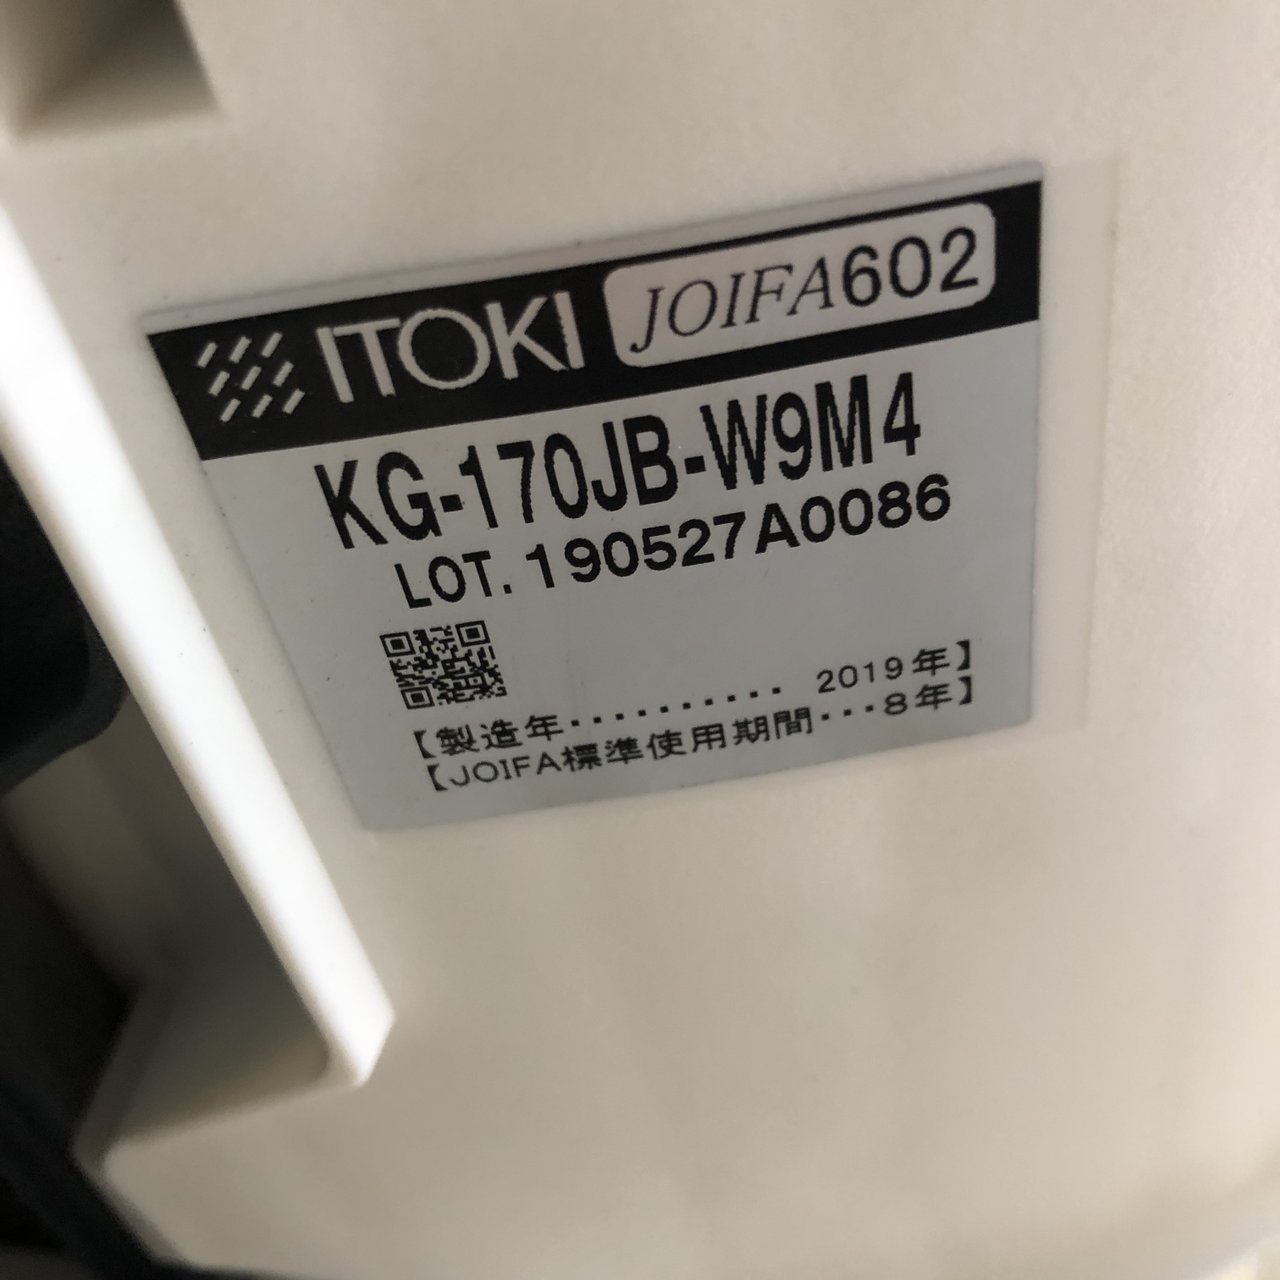 ITOKI JOIFA602
KG-170JB-W9M4
LOT. 190527A0086
【製造年・・・・・・・・・・ 2019年】
【JOIFA標準使用期間・・・8年】